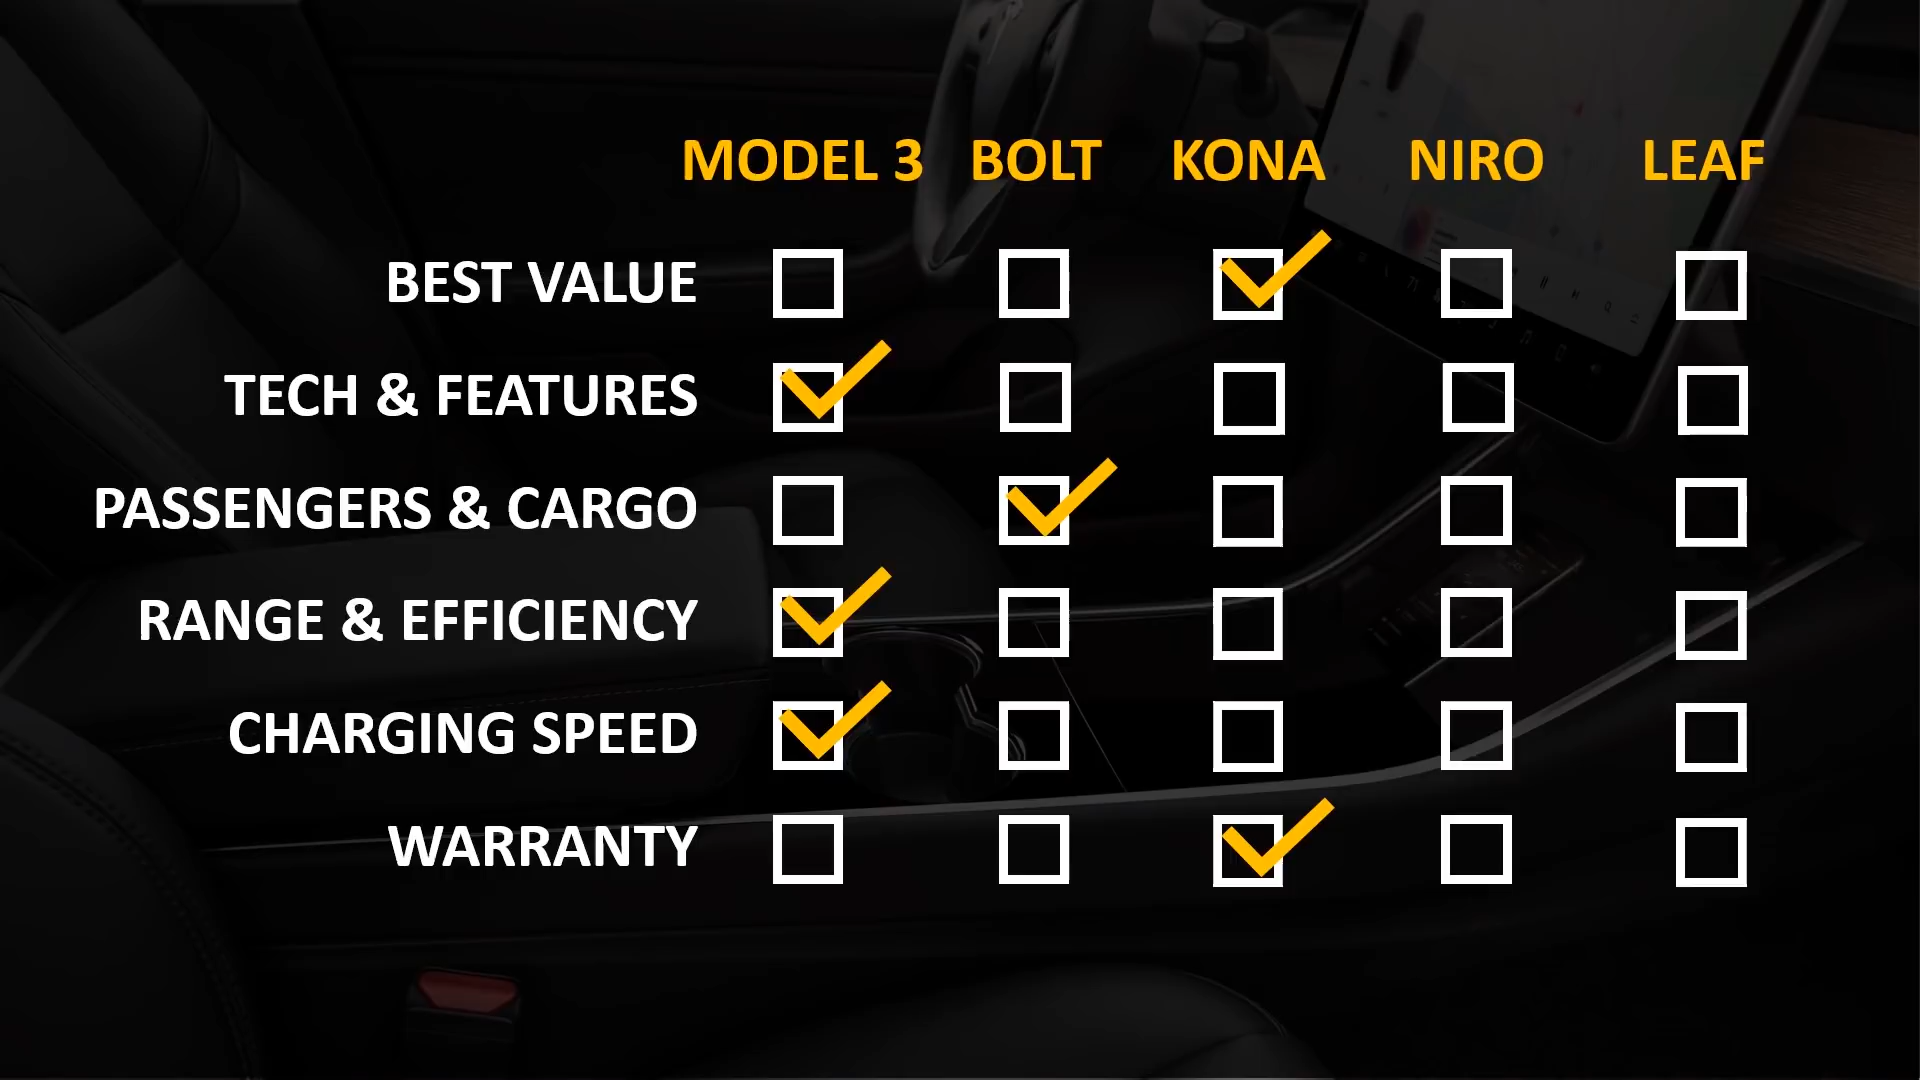 MODEL 3 BOLT KONA NIRO LEAF
BEST VALUE
TECH & FEATURES
PASSENGERS & CARGO
RANGE & EFFICIENCY
CHARGING SPEED
WARRANTY